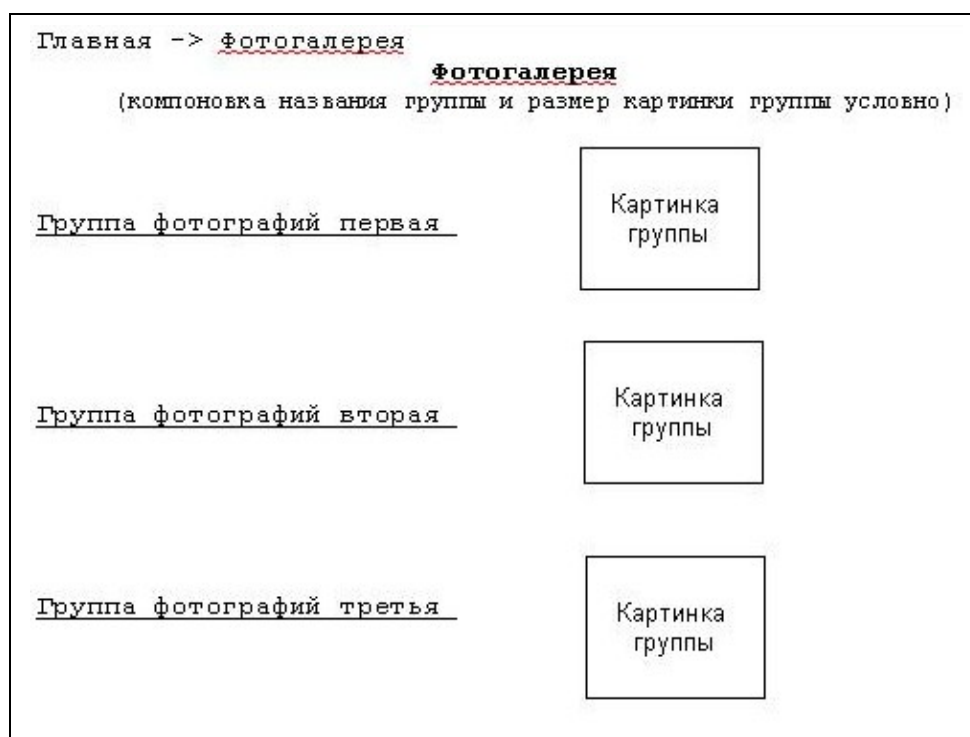 Главная -> Фотогалерея
Фотогалерея
(компоновка названия группы и размер картинки группы условно)
Группа фотографий первая
Картинка
группы
Группа фотографий вторая
Картинка
группы
Группа фотографий третья
Картинка
группы